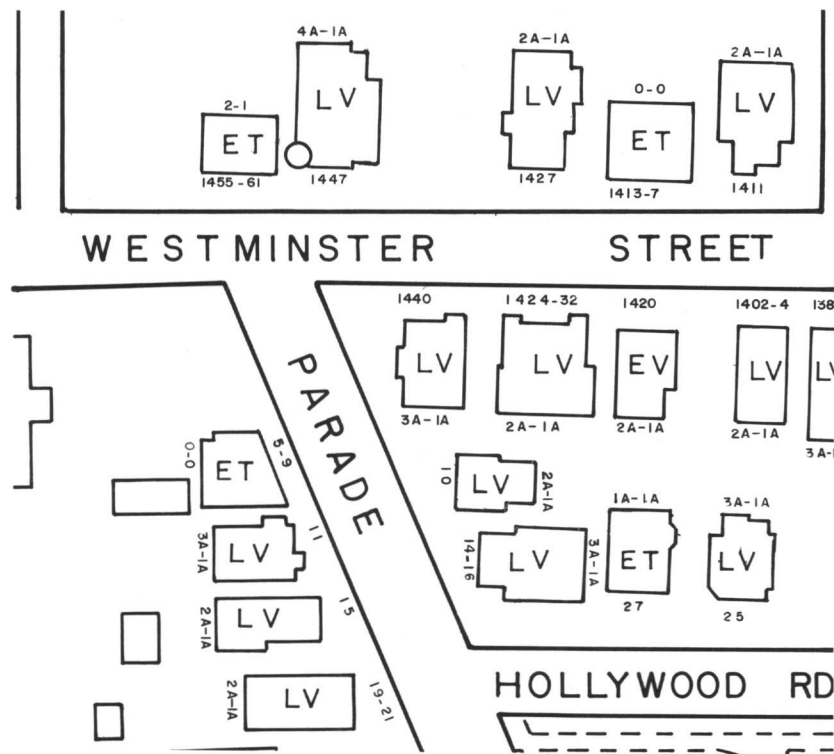 4A-1A
2A-1A
2A-1A
2-1
LV
LV
0-0
LV
ET
ET
1455-61
1447
1427
1413-7
1411
WESTMINSTER STREET
1440
1424-32
1420
1402-4
138
LV
LV
EV
LV
LV
3A-1A
2A-1A
2A-1A
2A-1A
3A-1
PARADE
0-0
ET
5-9
10
LV
2A-1A
1A-1A
3A-1A
3A-1A
LV
11
14-16
LV
3A-1A
ET
LV
27
25
2A-1A
LV
15
2A-1A
LV
19-21
HOLLYWOOD RD